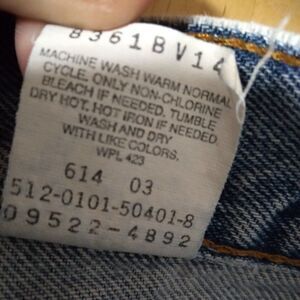 8361BV14
MACHINE WASH WARM NORMAL
CYCLE. ONLY NON-CHLORINE
BLEACH IF NEEDED. TUMBLE
DRY HOT. HOT IRON IF NEEDED.
WASH AND DRY
WITH LIKE COLORS.
WPL 423
614 03
512-0101-50401-8
09522-4892